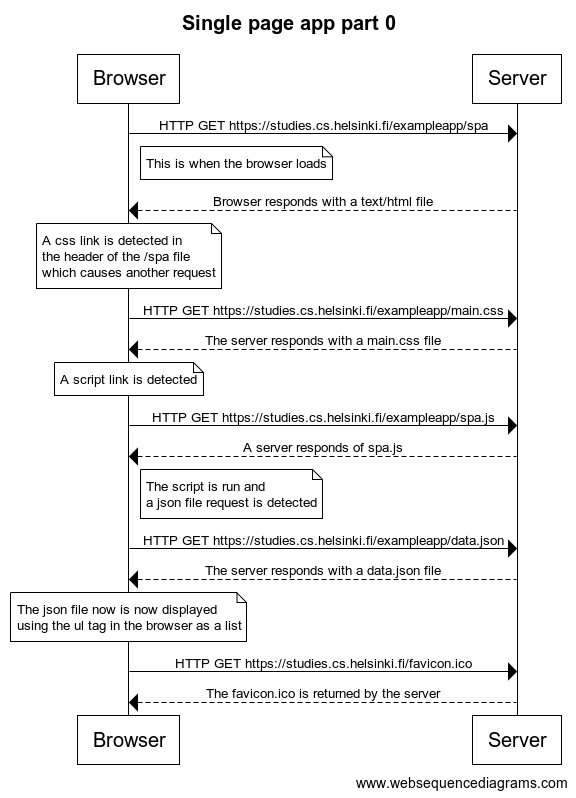 Single page app part 0
Browser
Server
HTTP GET https://studies.cs.helsinki.fi/exampleapp/spa
This is when the browser loads
Browser responds with a text/html file
A css link is detected in
the header of the /spa file
which causes another request
HTTP GET https://studies.cs.helsinki.fi/exampleapp/main.css
The server responds with a main.css file
A script link is detected
HTTP GET https://studies.cs.helsinki.fi/exampleapp/spa.js
A server responds of spa.js
The script is run and
a json file request is detected
HTTP GET https://studies.cs.helsinki.fi/exampleapp/data.json
The server responds with a data.json file
The json file now is now displayed
using the ul tag in the browser as a list
HTTP GET https://studies.cs.helsinki.fi/favicon.ico
The favicon.ico is returned by the server
Browser
Server
www.websequencediagrams.com